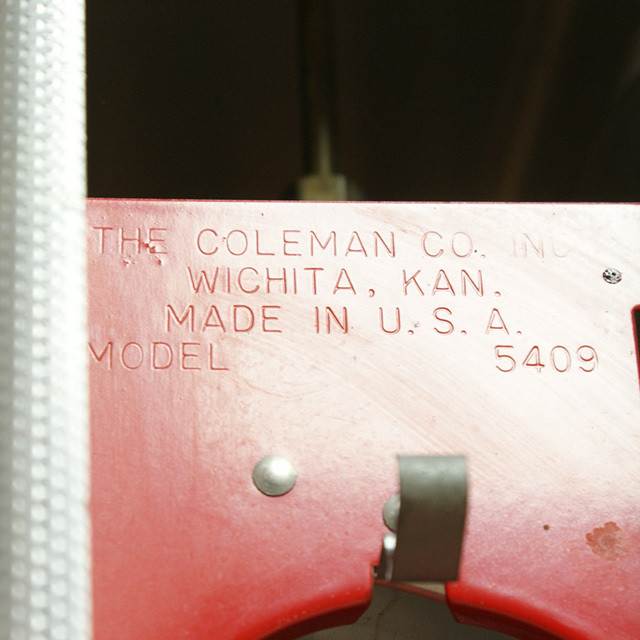 THE COLEMAN CO. INC
WICHITA, KAN.
MADE IN U.S.A.
MODEL 5409